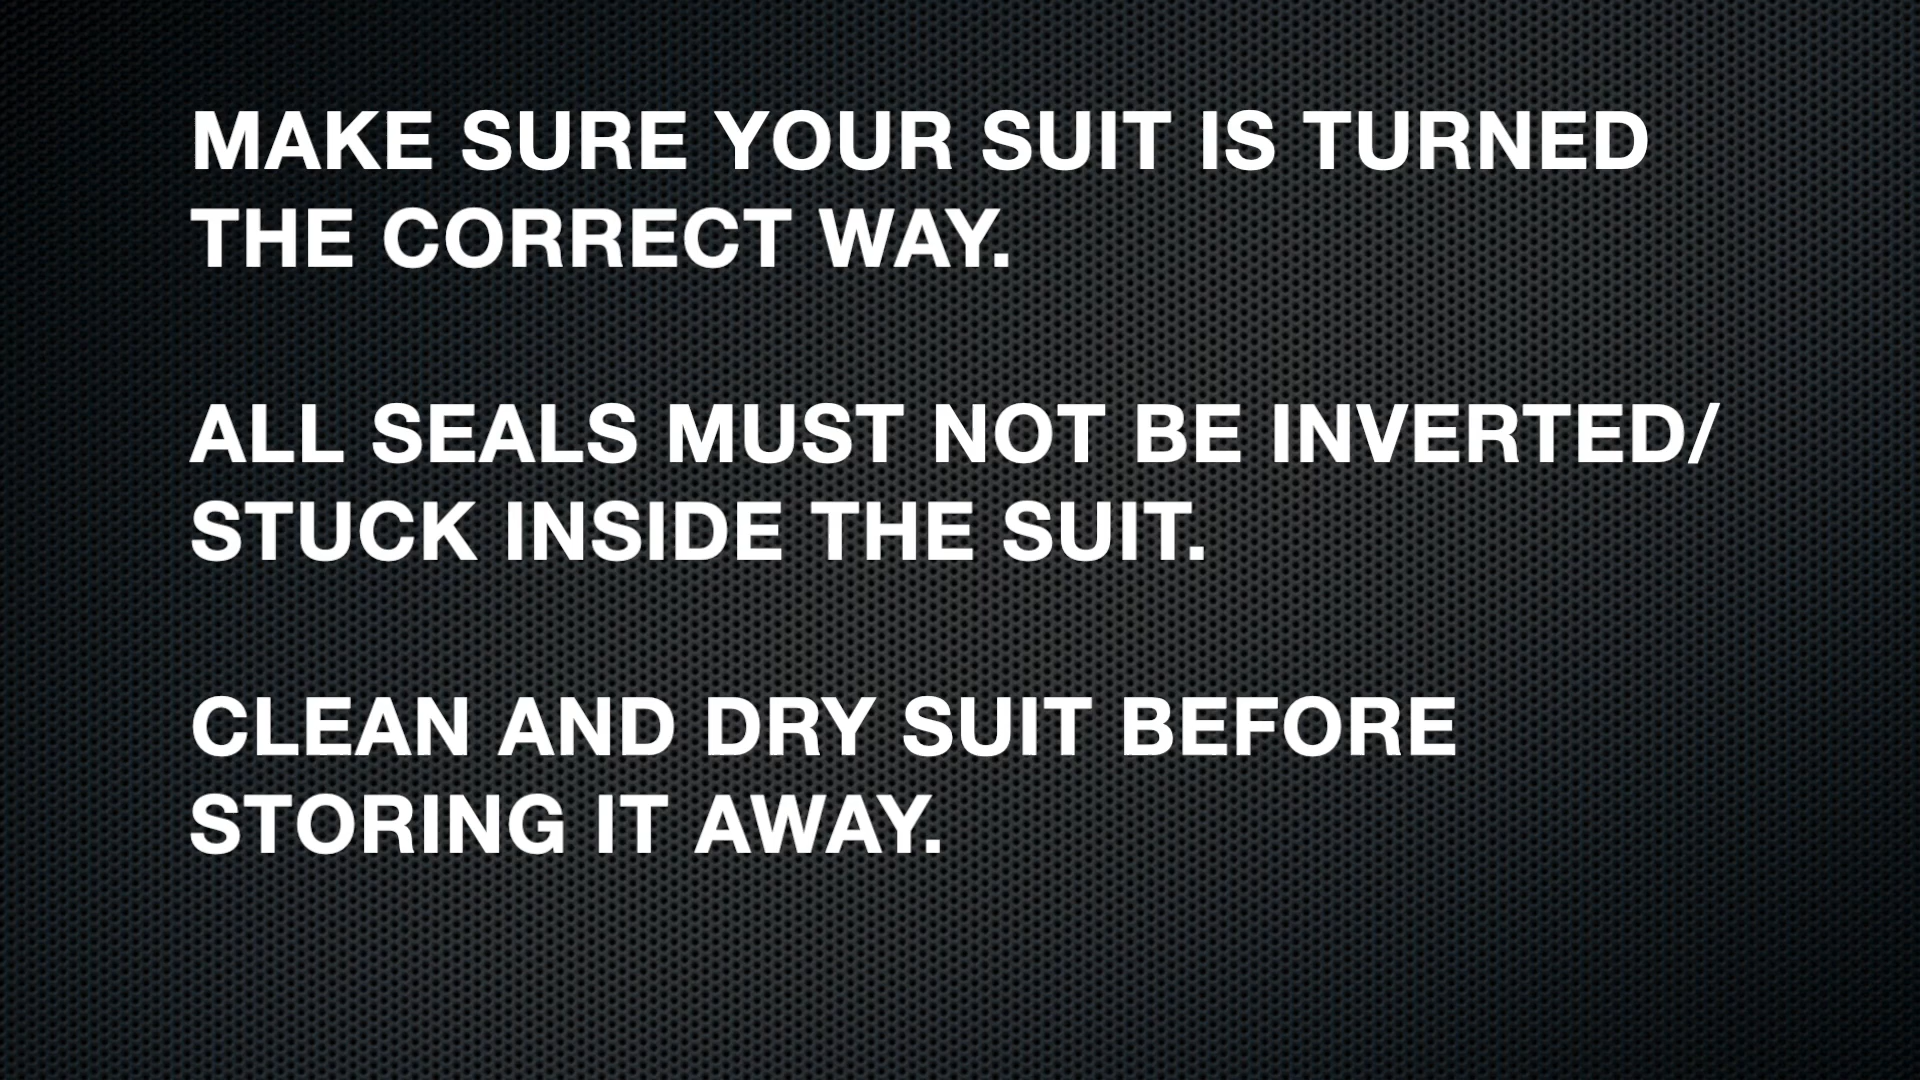 MAKE SURE YOUR SUIT IS TURNED
THE CORRECT WAY.
ALL SEALS MUST NOT BE INVERTED/
STUCK INSIDE THE SUIT.
CLEAN AND DRY SUIT BEFORE
STORING IT AWAY.